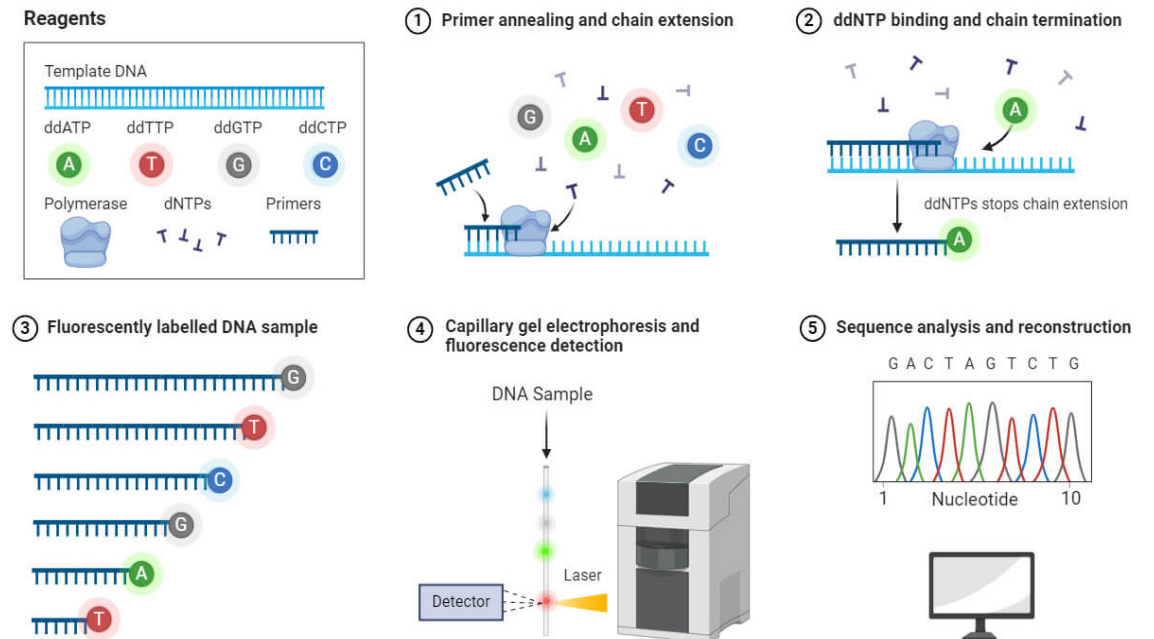 Reagents
Template DNA
ddATP ddTTP ddGTP ddCTP
A T G C
Polymerase dNTPs Primers
1 Primer annealing and chain extension
G A T C
2 ddNTP binding and chain termination
A
ddNTPs stops chain extension
A
3 Fluorescently labelled DNA sample
G
T
C
G
A
T
4 Capillary gel electrophoresis and
fluorescence detection
DNA Sample
Laser
Detector
5 Sequence analysis and reconstruction
G A C T A G T C T G
1 Nucleotide 10